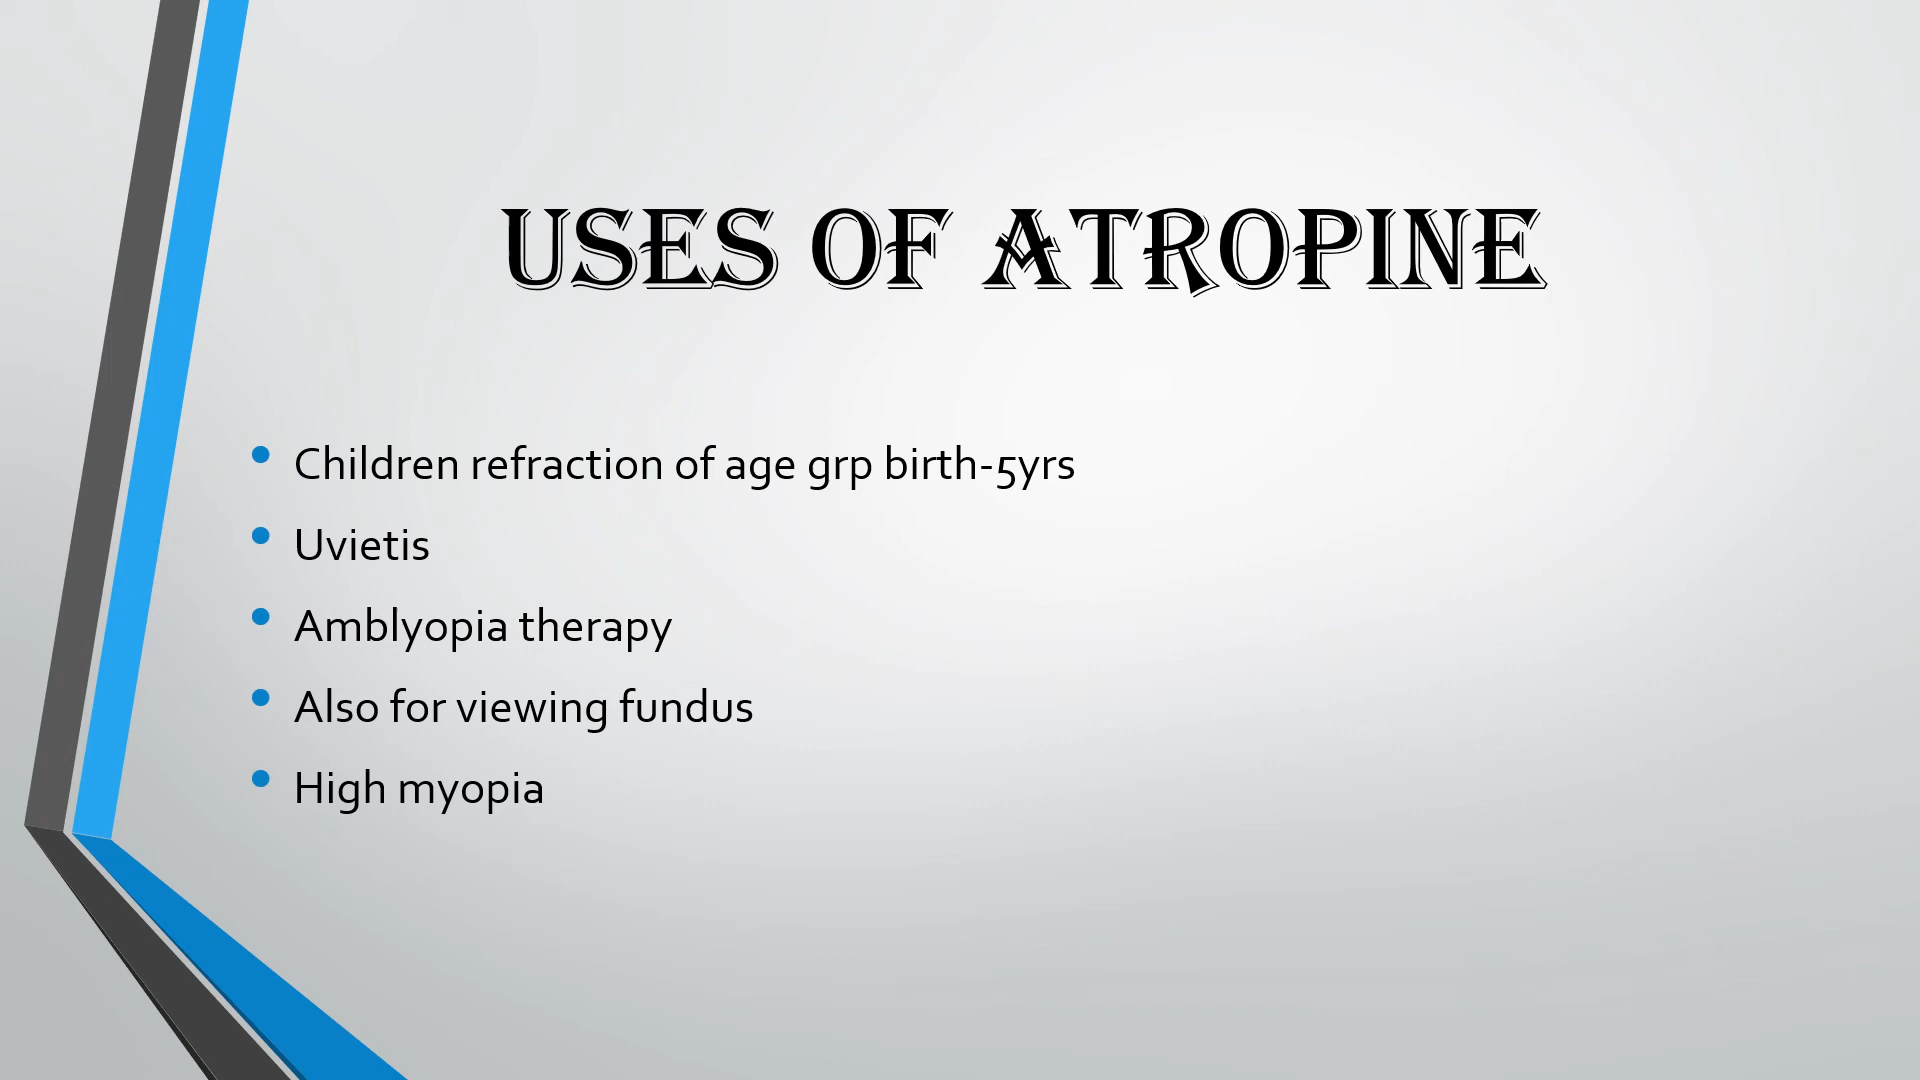 USES OF ATROPINE
• Children refraction of age grp birth-5yrs
• Uvietis
• Amblyopia therapy
• Also for viewing fundus
• High myopia